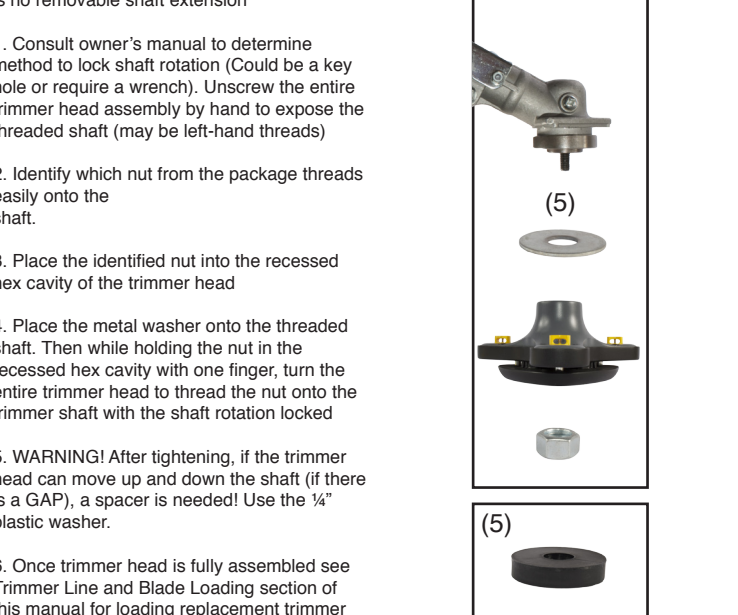 s no removable shaft extension
. Consult owner's manual to determine
method to lock shaft rotation (Could be a key
hole or require a wrench). Unscrew the entire
trimmer head assembly by hand to expose the
threaded shaft (may be left-hand threads)
2. Identify which nut from the package threads
easily onto the
shaft.
3. Place the identified nut into the recessed
hex cavity of the trimmer head
4. Place the metal washer onto the threaded
shaft. Then while holding the nut in the
recessed hex cavity with one finger, turn the
entire trimmer head to thread the nut onto the
trimmer shaft with the shaft rotation locked
5. WARNING! After tightening, if the trimmer
head can move up and down the shaft (if there
is a GAP), a spacer is needed! Use the ¼”
plastic washer.
6. Once trimmer head is fully assembled see
Trimmer Line and Blade Loading section of
this manual for loading replacement trimmer
(5)
(5)